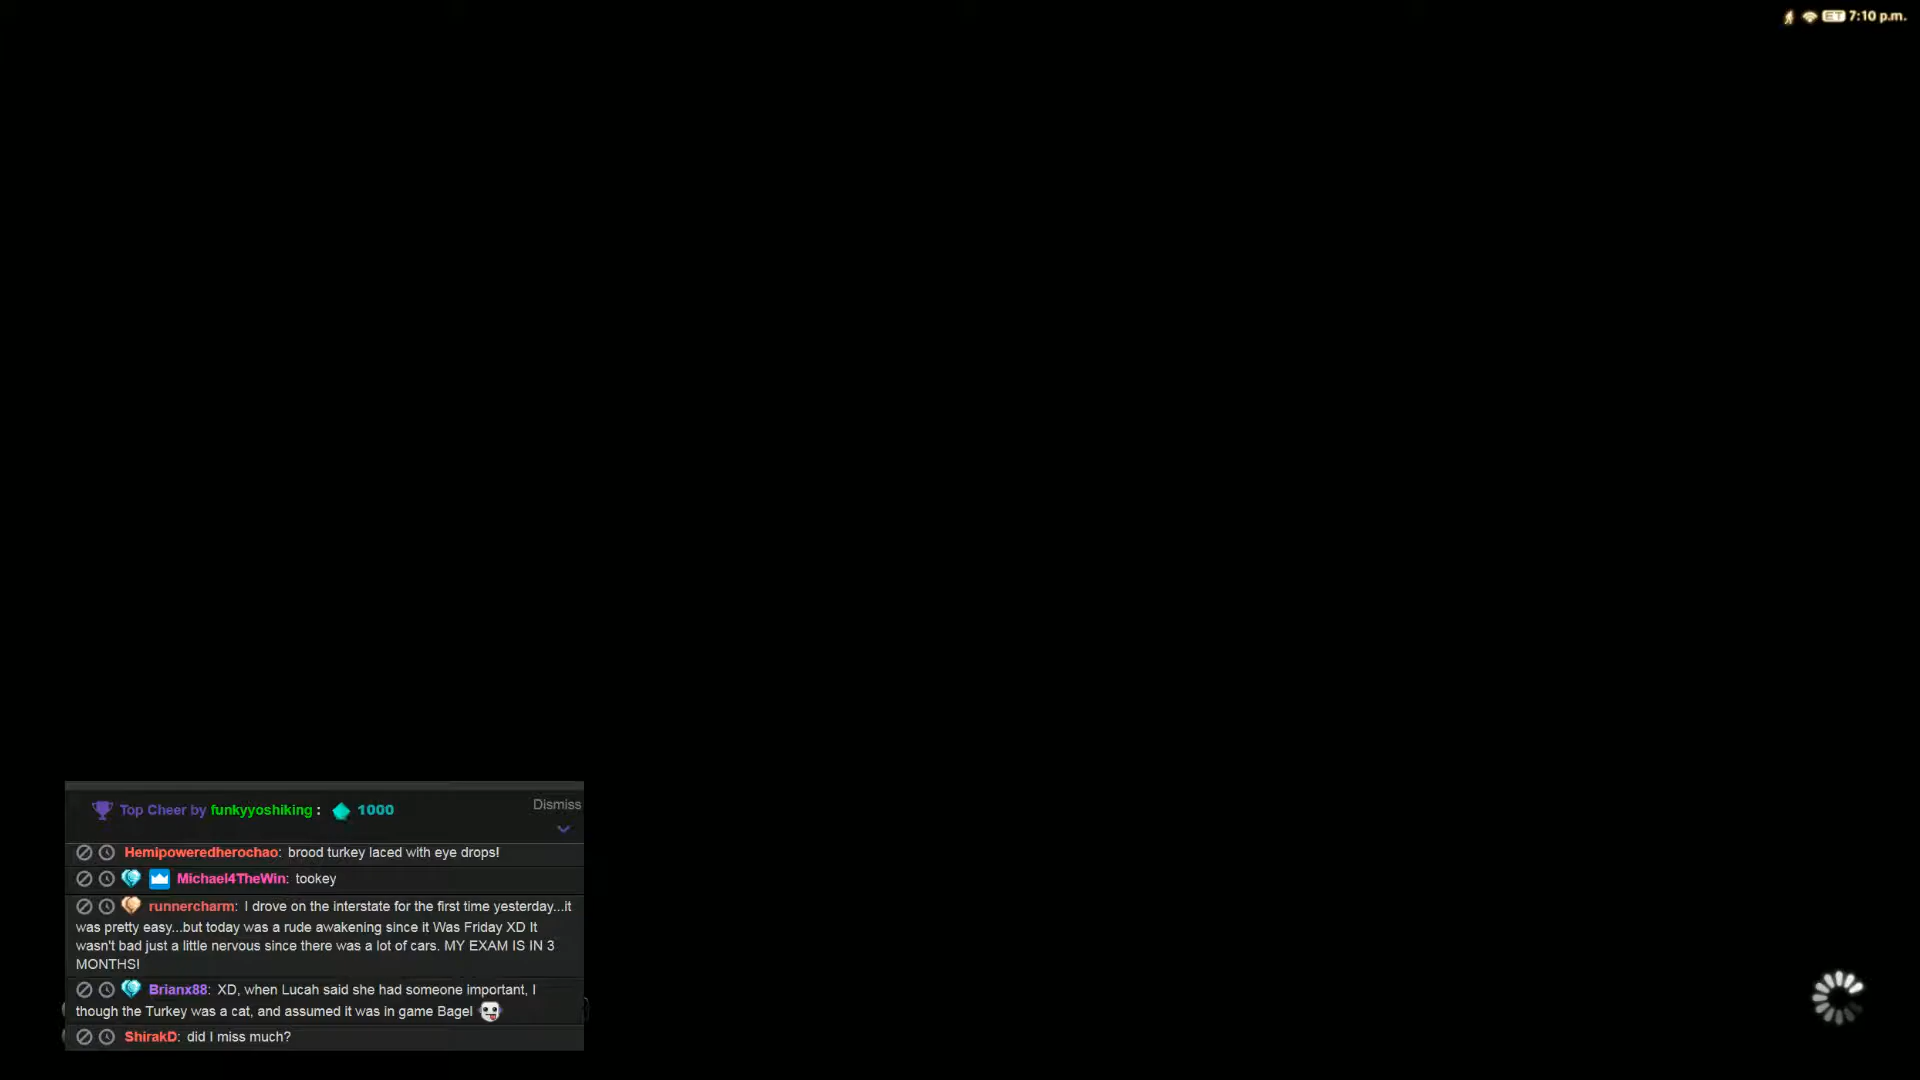 ET 7:10 p.m.
Top Cheer by funkyyoshiking : 1000
Dismiss
Hemipoweredherochao: brood turkey laced with eye drops!
Michael4TheWin: tookey
runnercharm: I drove on the interstate for the first time yesterday...it
was pretty easy...but today was a rude awakening since it Was Friday XD It
wasn't bad just a little nervous since there was a lot of cars. MY EXAM IS IN 3
MONTHS!
Brianx88: XD, when Lucah said she had someone important, I
though the Turkey was a cat, and assumed it was in game Bagel
ShirakD: did I miss much?